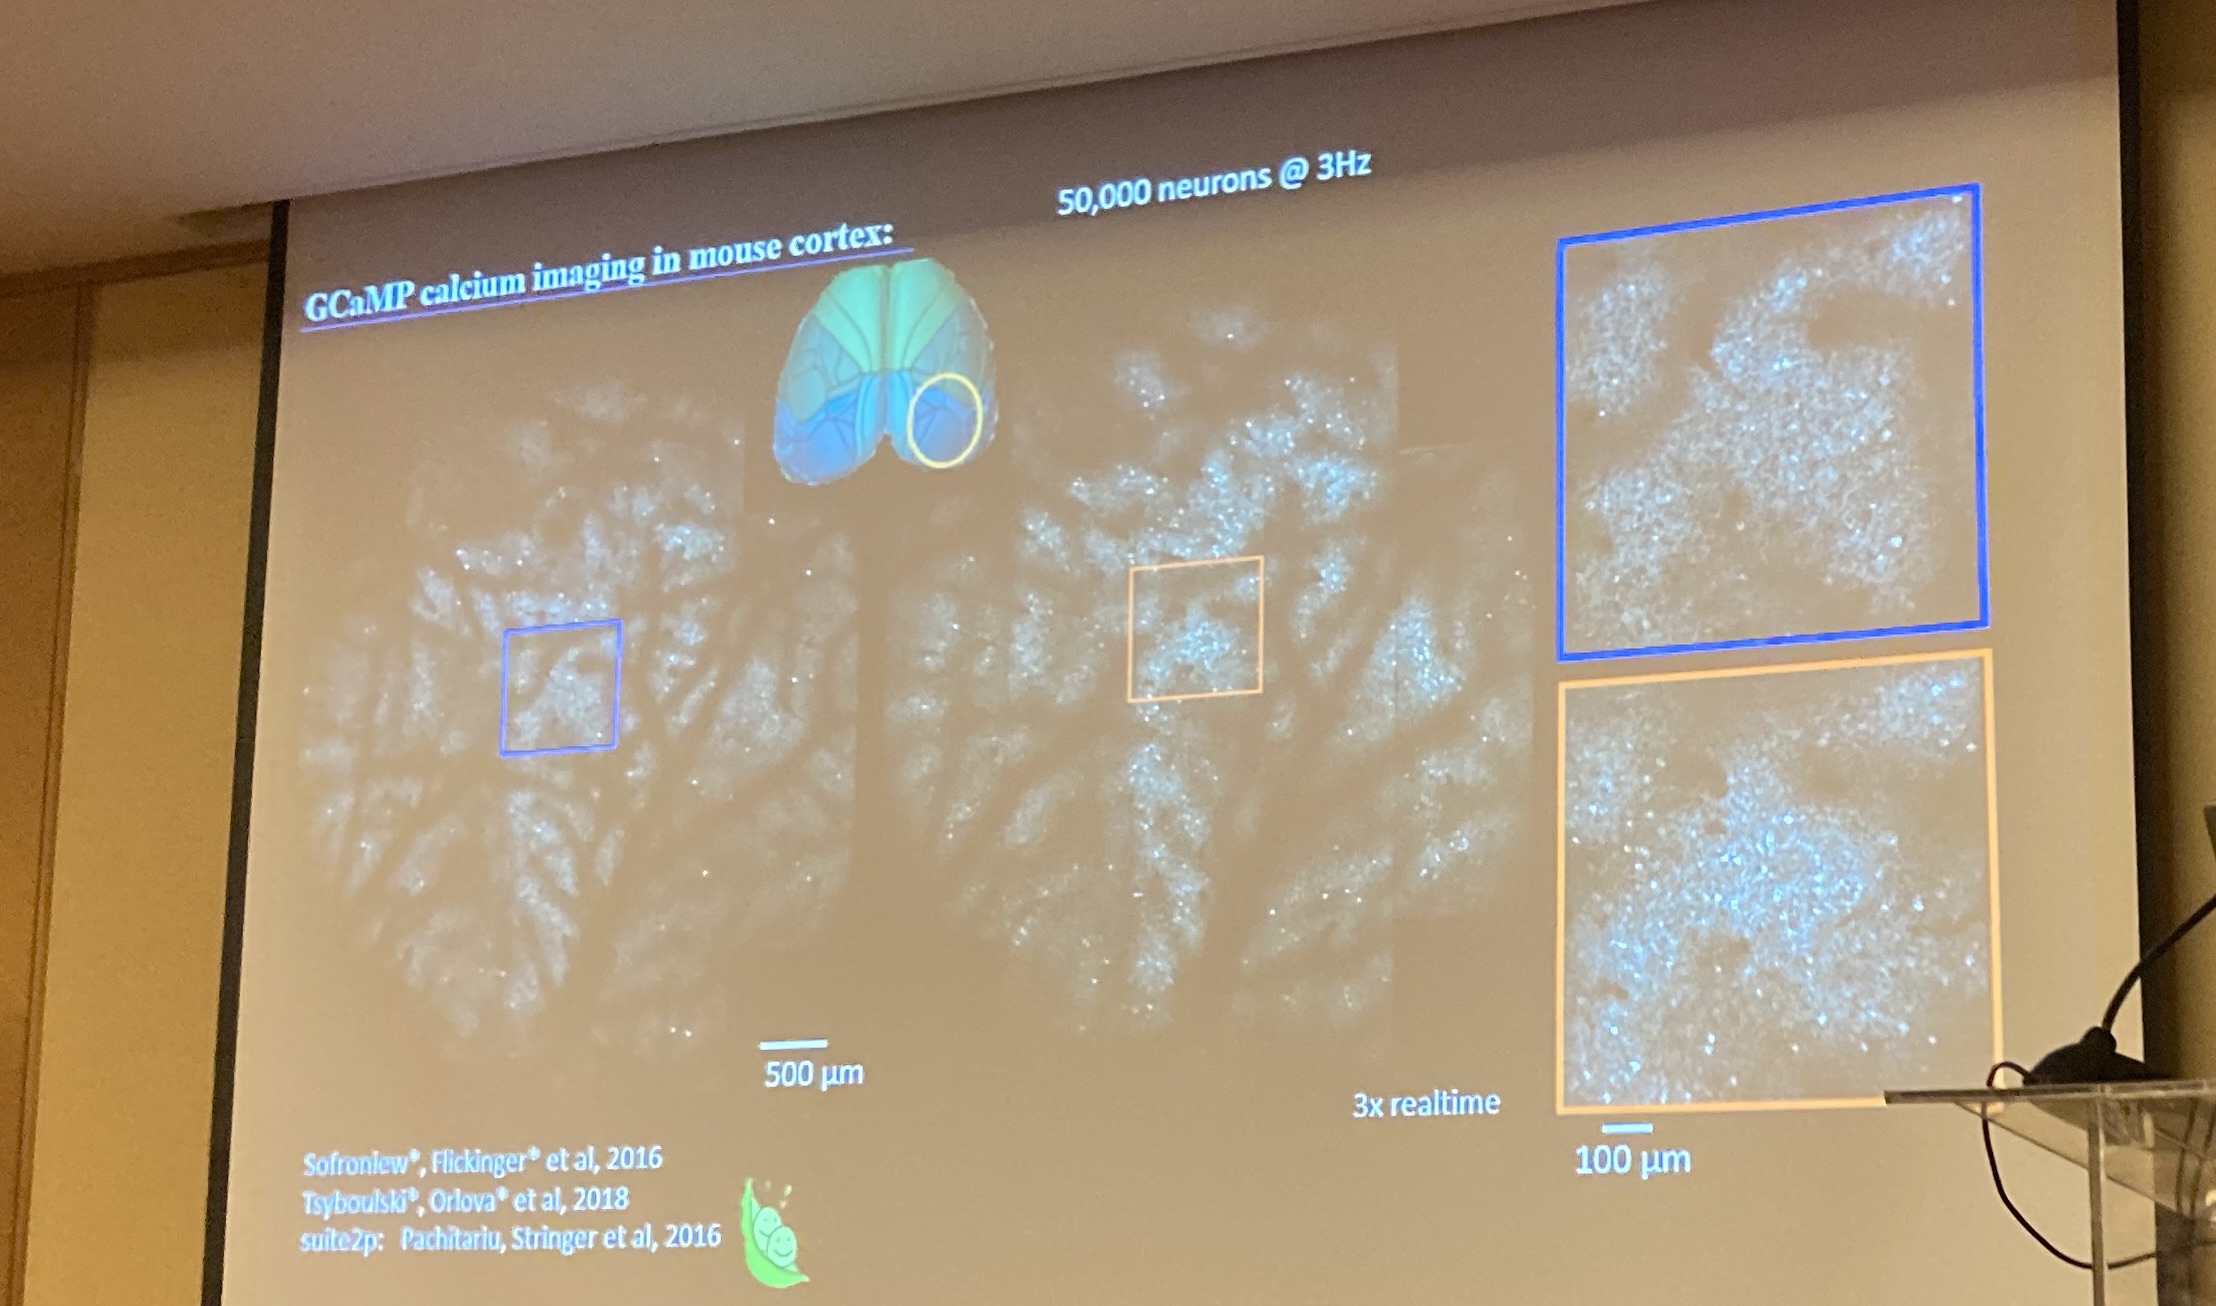 50,000 neurons @ 3Hz
GCaMP calcium imaging in mouse cortex:
500 µm
3x realtime
100 µm
Sofroniew*, Flickinger* et al, 2016
Tsyboulski*, Orlova* et al, 2018
suite2p: Pachitariu, Stringer et al, 2016